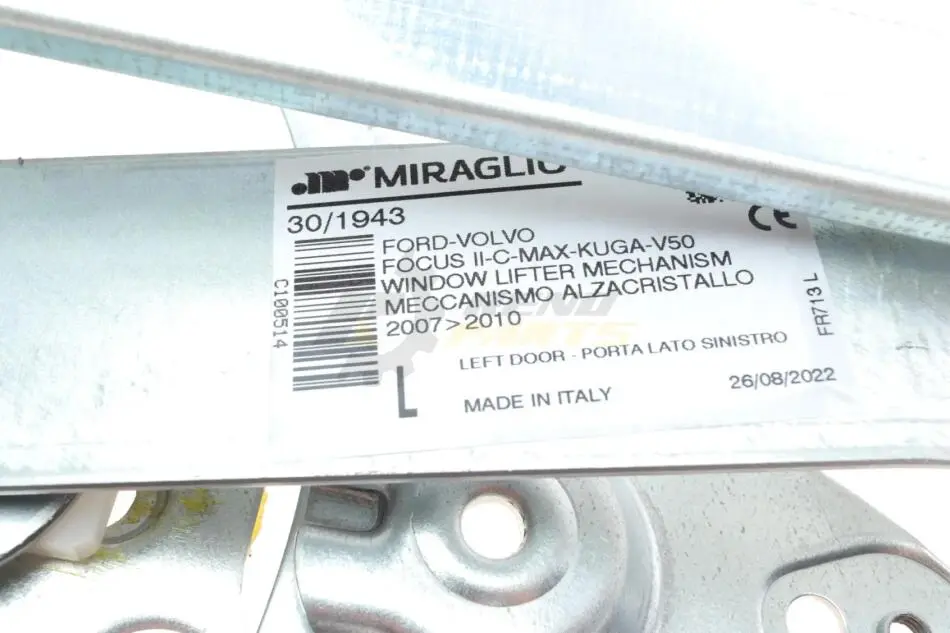 MIRAGLIO
30/1943
FORD-VOLVO
FOCUS II-C-MAX-KUGA-V50
WINDOW LIFTER MECHANISM
MECCANISMO ALZACRISTALLO
2007>2010
LEFT DOOR - PORTA LATO SINISTRO
L
MADE IN ITALY
26/08/2022
C100514
CE
FR713 L
PARTS